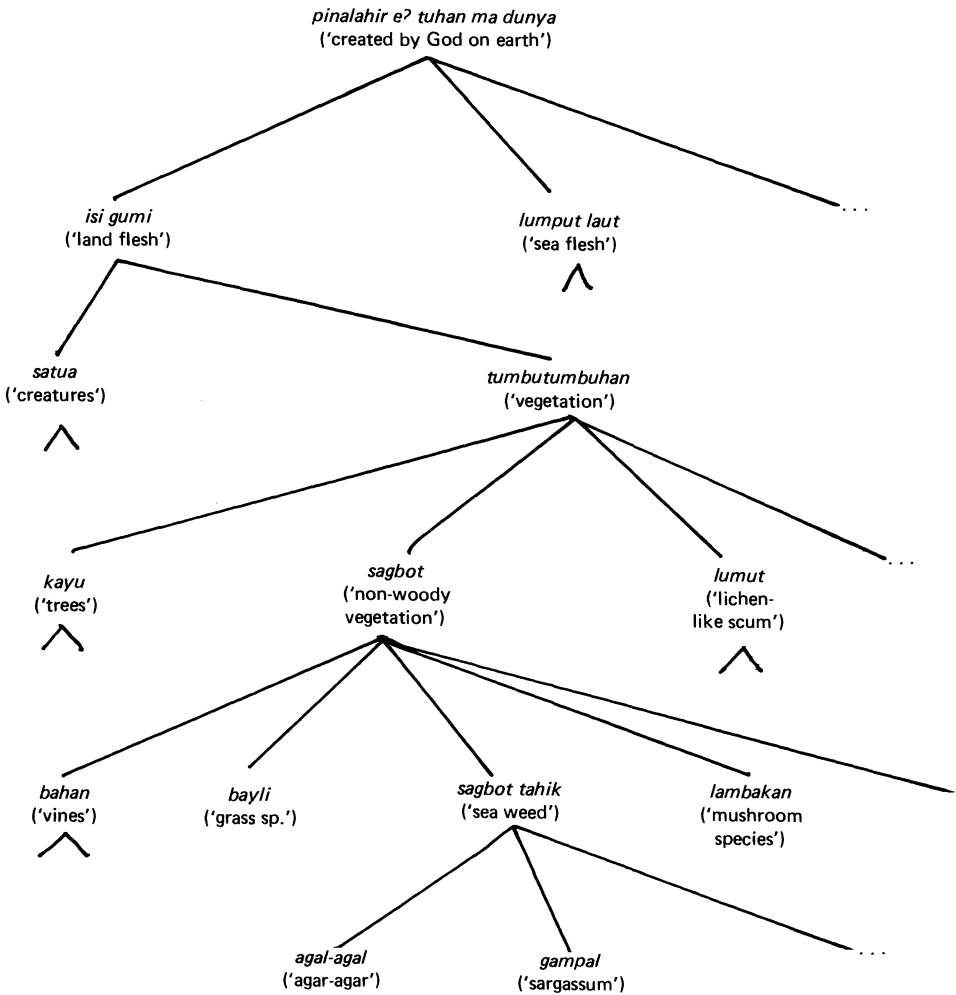 pinalahir eˀ tuhan ma dunya
(‘created by God on earth’)
isi gumi
(‘land flesh’)
lumput laut
(‘sea flesh’)
...
satua
(‘creatures’)
tumbutumbuhan
(‘vegetation’)
kayu
(‘trees’)
sagbot
(‘non-woody
vegetation’)
lumut
(‘lichen-
like scum’)
...
bahan
(‘vines’)
bayli
(‘grass sp.’)
sagbot tahik
(‘sea weed’)
lambakan
(‘mushroom
species’)
agal-agal
(‘agar-agar’)
gampal
(‘sargassum’)
...